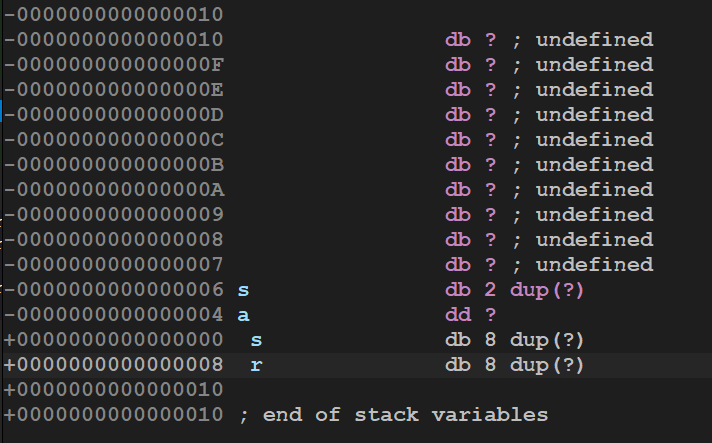 -0000000000000010
-0000000000000010 db ? ; undefined
-000000000000000F db ? ; undefined
-000000000000000E db ? ; undefined
-000000000000000D db ? ; undefined
-000000000000000C db ? ; undefined
-000000000000000B db ? ; undefined
-000000000000000A db ? ; undefined
-0000000000000009 db ? ; undefined
-0000000000000008 db ? ; undefined
-0000000000000007 db ? ; undefined
-0000000000000006 s db 2 dup(?)
-0000000000000004 a dd ?
+0000000000000000 s db 8 dup(?)
+0000000000000008 r db 8 dup(?)
+0000000000000010
+0000000000000010 ; end of stack variables